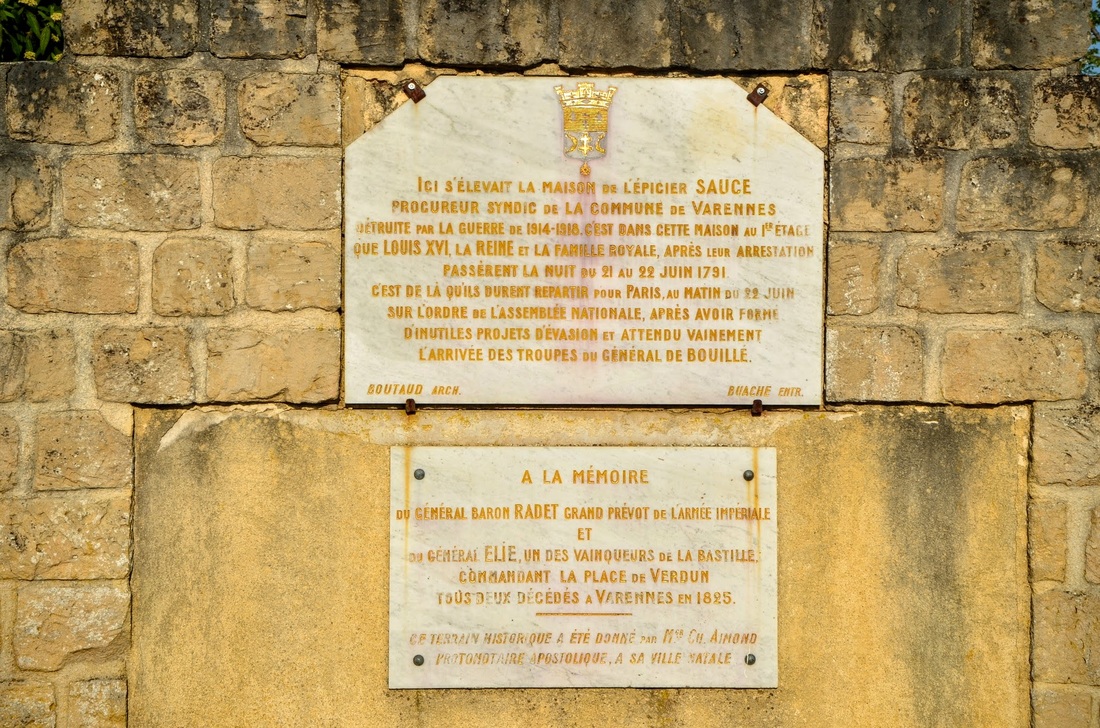 ICI S'ÉLEVAIT LA MAISON DE L'ÉPICIER SAUCE
PROCUREUR SYNDIC DE LA COMMUNE DE VARENNES
DÉTRUITE PAR LA GUERRE DE 1914-1918. C'EST DANS CETTE MAISON AU 1ER ÉTAGE
QUE LOUIS XVI, LA REINE ET LA FAMILLE ROYALE, APRÈS LEUR ARRESTATION
PASSÈRENT LA NUIT DU 21 AU 22 JUIN 1791.
C'EST DE LÀ QU'ILS DURENT REPARTIR POUR PARIS, AU MATIN DU 22 JUIN
SUR L'ORDRE DE L'ASSEMBLÉE NATIONALE, APRÈS AVOIR FORMÉ
D'INUTILES PROJETS D'ÉVASION ET ATTENDU VAINEMENT
L'ARRIVÉE DES TROUPES DU GÉNÉRAL DE BOUILLÉ.
BOUTAUD ARCH. BUACHE ENTR.
A LA MÉMOIRE
DU GÉNÉRAL BARON RADET GRAND PRÉVOT DE L'ARMÉE IMPÉRIALE
ET
DU GÉNÉRAL ELIE, UN DES VAINQUEURS DE LA BASTILLE,
COMMANDANT LA PLACE DE VERDUN
TOUS DEUX DÉCÉDÉS A VARENNES EN 1825.
CE TERRAIN HISTORIQUE A ÉTÉ DONNÉ PAR MGR CH. AIMOND
PROTONOTAIRE APOSTOLIQUE, A SA VILLE NATALE